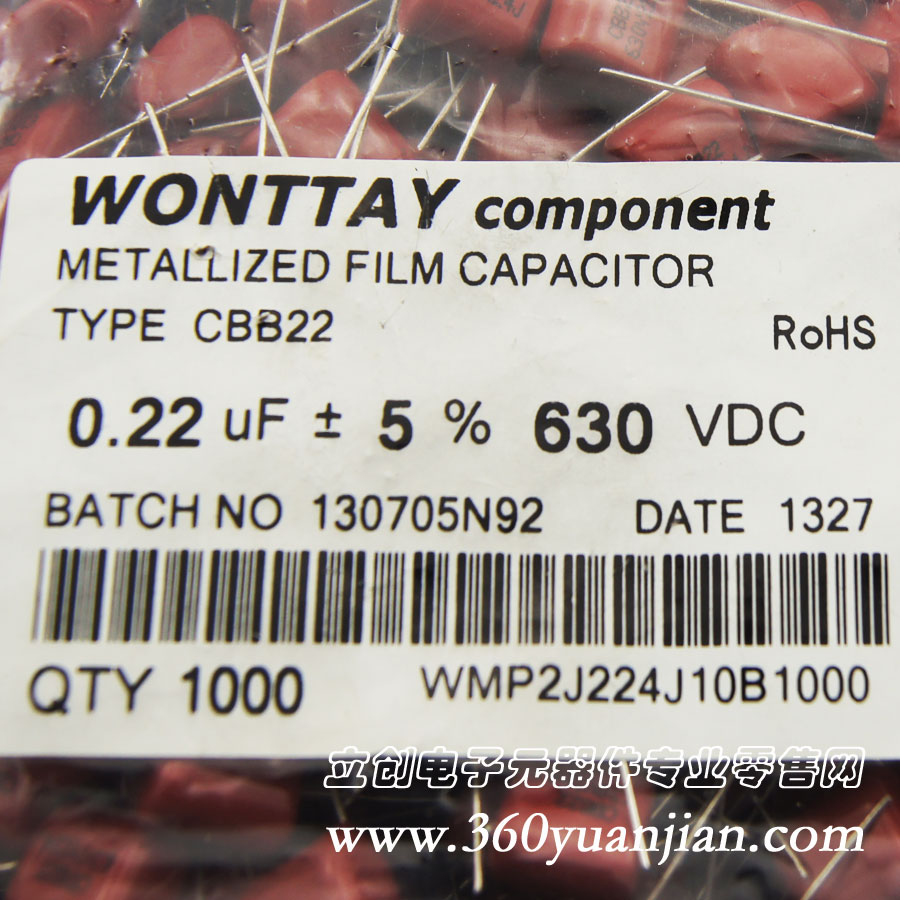 WONTTAY component
METALLIZED FILM CAPACITOR
TYPE CBB22 RoHS
0.22 uF ± 5 % 630 VDC
BATCH NO 130705N92 DATE 1327
QTY 1000 WMP2J224J10B1000
立创电子元器件专业零售网
www.360yuanjian.com